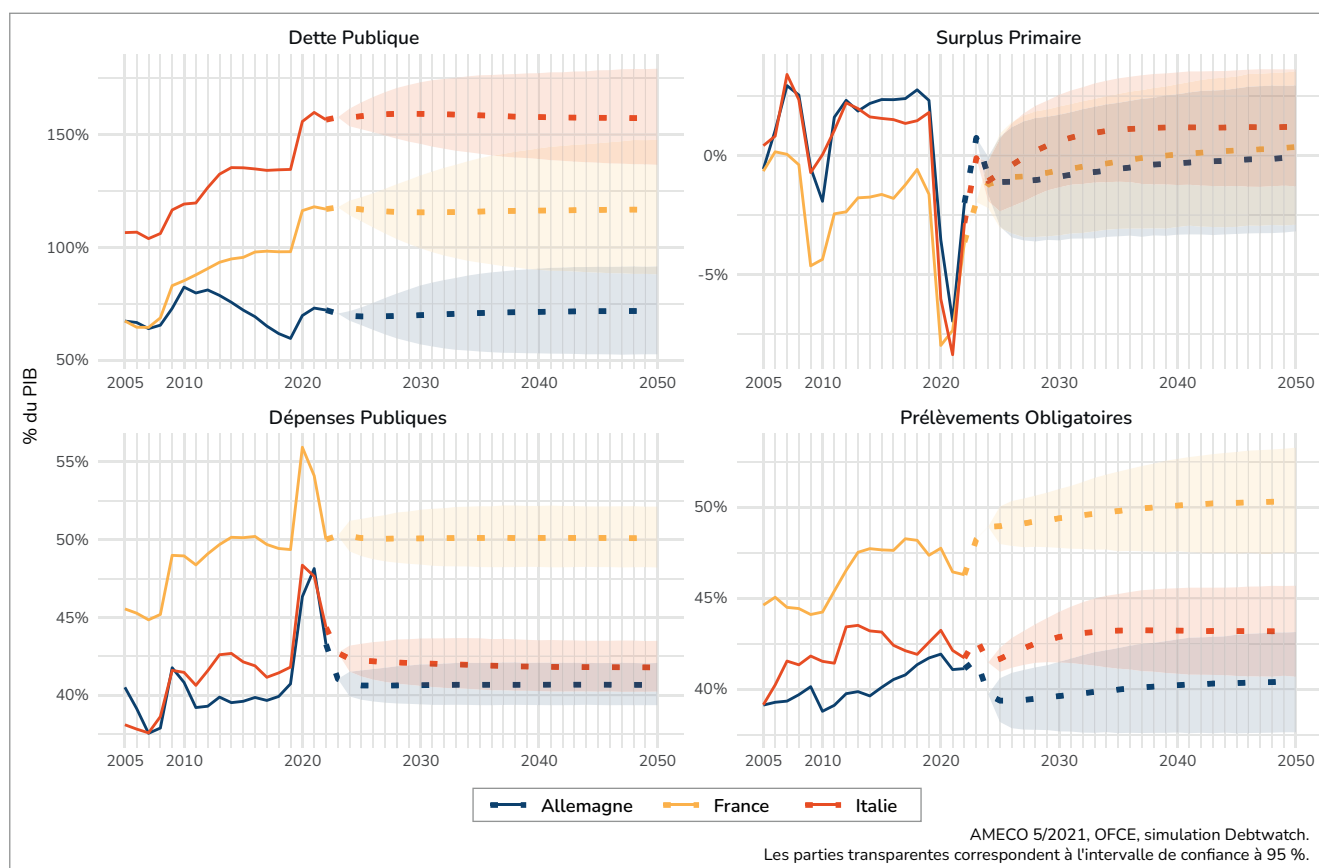 Dette Publique
Surplus Primaire
% du PIB
150%
100%
50%
2005 2010 2020 2030 2040 2050
0%
-5%
2005 2010 2020 2030 2040 2050
Dépenses Publiques
Prélèvements Obligatoires
55%
50%
45%
40%
2005 2010 2020 2030 2040 2050
50%
45%
40%
2005 2010 2020 2030 2040 2050
Allemagne France Italie
AMECO 5/2021, OFCE, simulation Debtwatch.
Les parties transparentes correspondent à l'intervalle de confiance à 95 %.